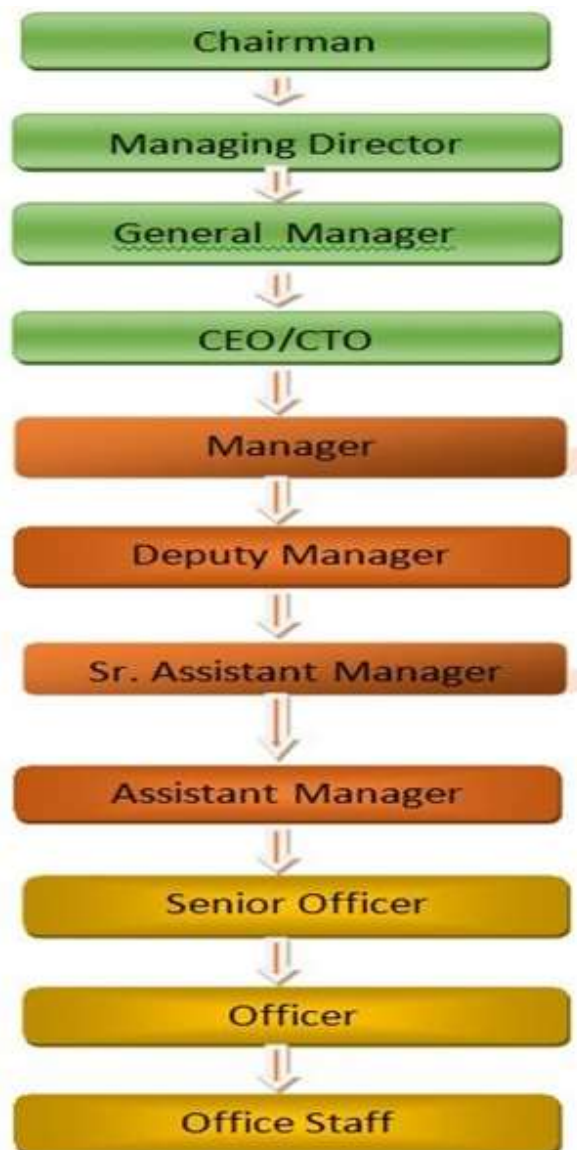 Chairman
Managing Director
General Manager
CEO/CTO
Manager
Deputy Manager
Sr. Assistant Manager
Assistant Manager
Senior Officer
Officer
Office Staff